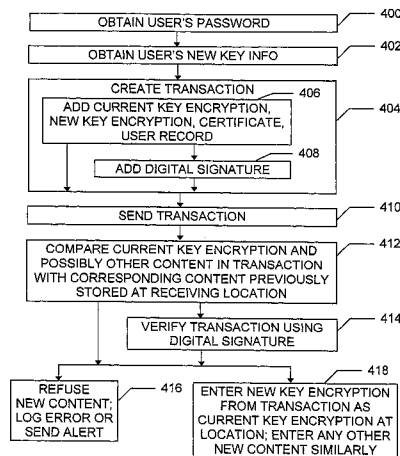 OBTAIN USER'S PASSWORD
400
OBTAIN USER'S NEW KEY INFO
402
CREATE TRANSACTION
406
ADD CURRENT KEY ENCRYPTION,
NEW KEY ENCRYPTION, CERTIFICATE,
USER RECORD
404
408
ADD DIGITAL SIGNATURE
SEND TRANSACTION
410
COMPARE CURRENT KEY ENCRYPTION AND
POSSIBLY OTHER CONTENT IN TRANSACTION
WITH CORRESPONDING CONTENT PREVIOUSLY
STORED AT RECEIVING LOCATION
412
VERIFY TRANSACTION USING
DIGITAL SIGNATURE
414
REFUSE
NEW CONTENT;
LOG ERROR OR
SEND ALERT
416
418
ENTER NEW KEY ENCRYPTION
FROM TRANSACTION AS
CURRENT KEY ENCRYPTION AT
LOCATION; ENTER ANY OTHER
NEW CONTENT SIMILARLY